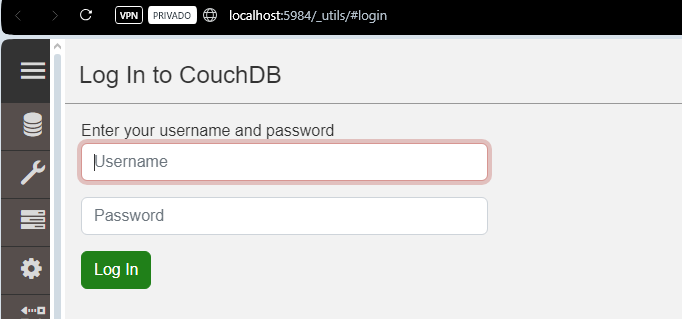 VPN PRIVADO localhost:5984/_utils/#login
Log In to CouchDB
Enter your username and password
Username
Password
Log In